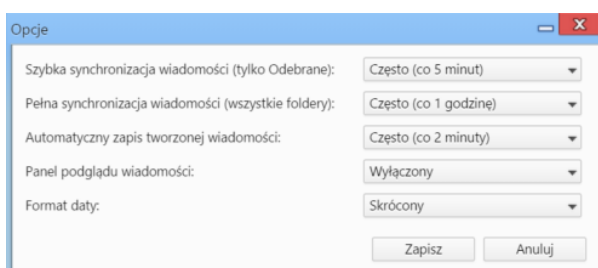 Opcje
Szybka synchronizacja wiadomości (tylko Odebrane): Często (co 5 minut)
Pełna synchronizacja wiadomości (wszystkie foldery): Często (co 1 godzinę)
Automatyczny zapis tworzonej wiadomości: Często (co 2 minuty)
Panel podglądu wiadomości: Wyłączony
Format daty: Skrócony
Zapisz Anuluj